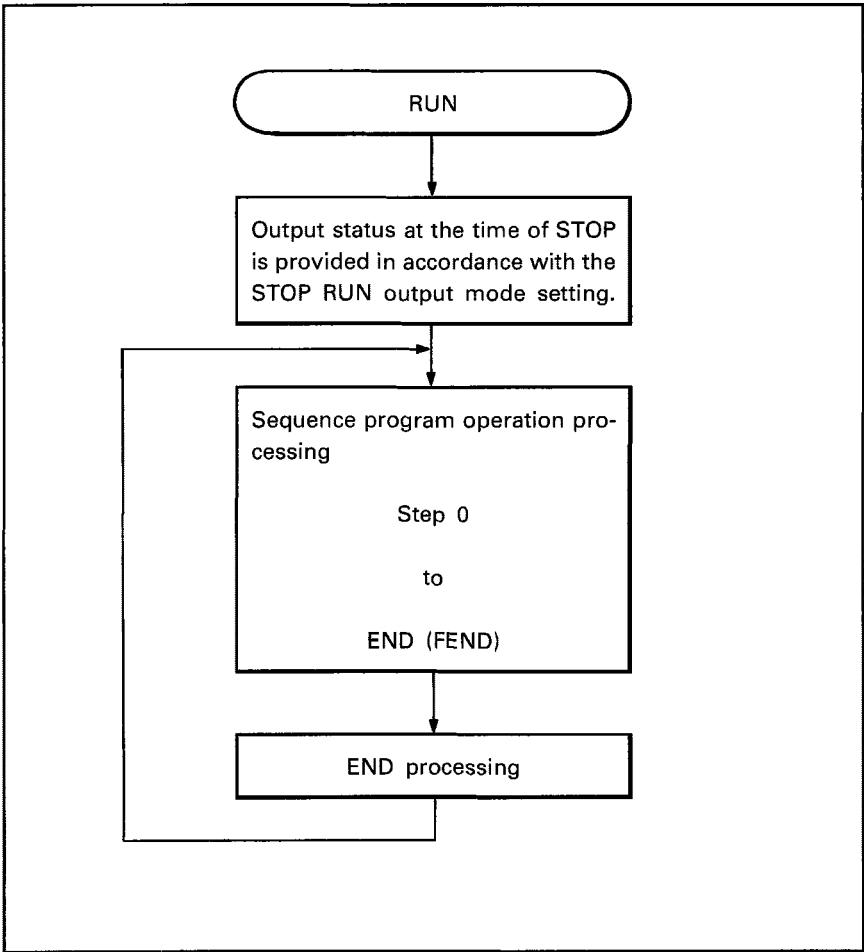 RUN
Output status at the time of STOP
is provided in accordance with the
STOP RUN output mode setting.
Sequence program operation pro-
cessing
Step 0
to
END (FEND)
END processing